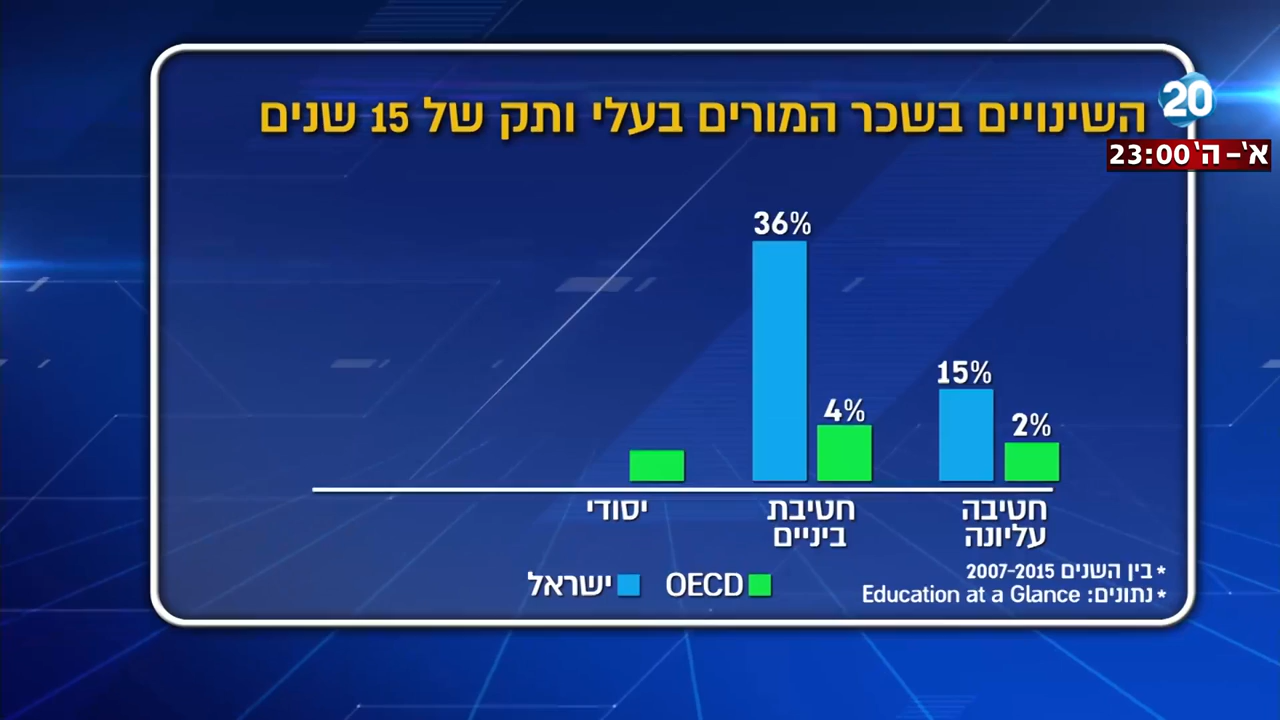 20
א'-ה' 23:00
השינויים בשכר המורים בעלי ותק של 15 שנים
36%
15%
4%
2%
חטיבה
עליונה
חטיבת
ביניים
יסודי
OECD
ישראל
* בין השנים 2007-2015
* נתונים: Education at a Glance